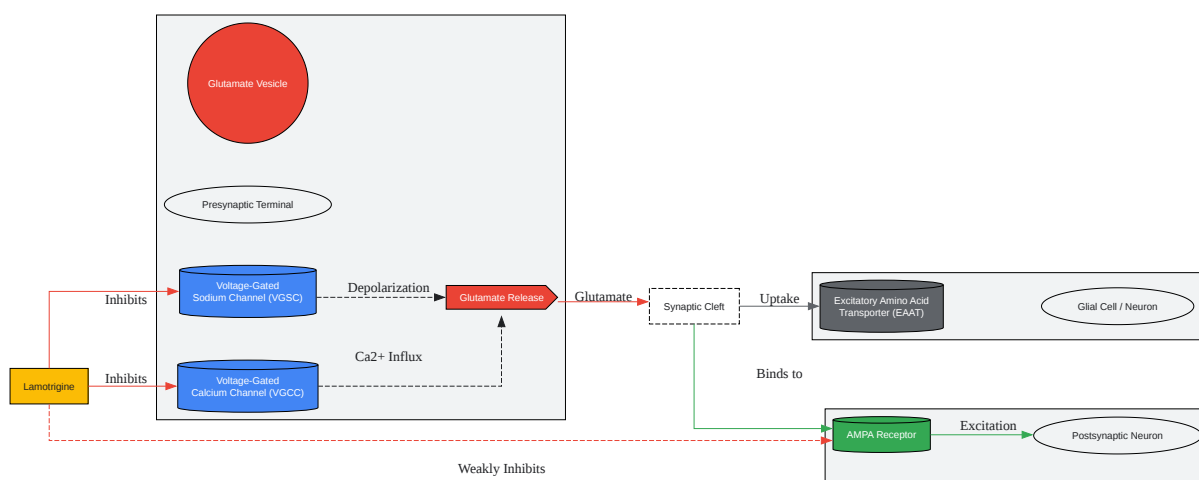 Glutamate Vesicle
Presynaptic Terminal
Voltage-Gated
Sodium Channel (VGSC)
Depolarization
Inhibits
Glutamate Release
Glutamate
Synaptic Cleft
Uptake
Excitatory Amino Acid
Transporter (EAAT)
Glial Cell / Neuron
Ca2+ Influx
Lamotrigine
Inhibits
Voltage-Gated
Calcium Channel (VGCC)
Binds to
AMPA Receptor
Excitation
Postsynaptic Neuron
Weakly Inhibits